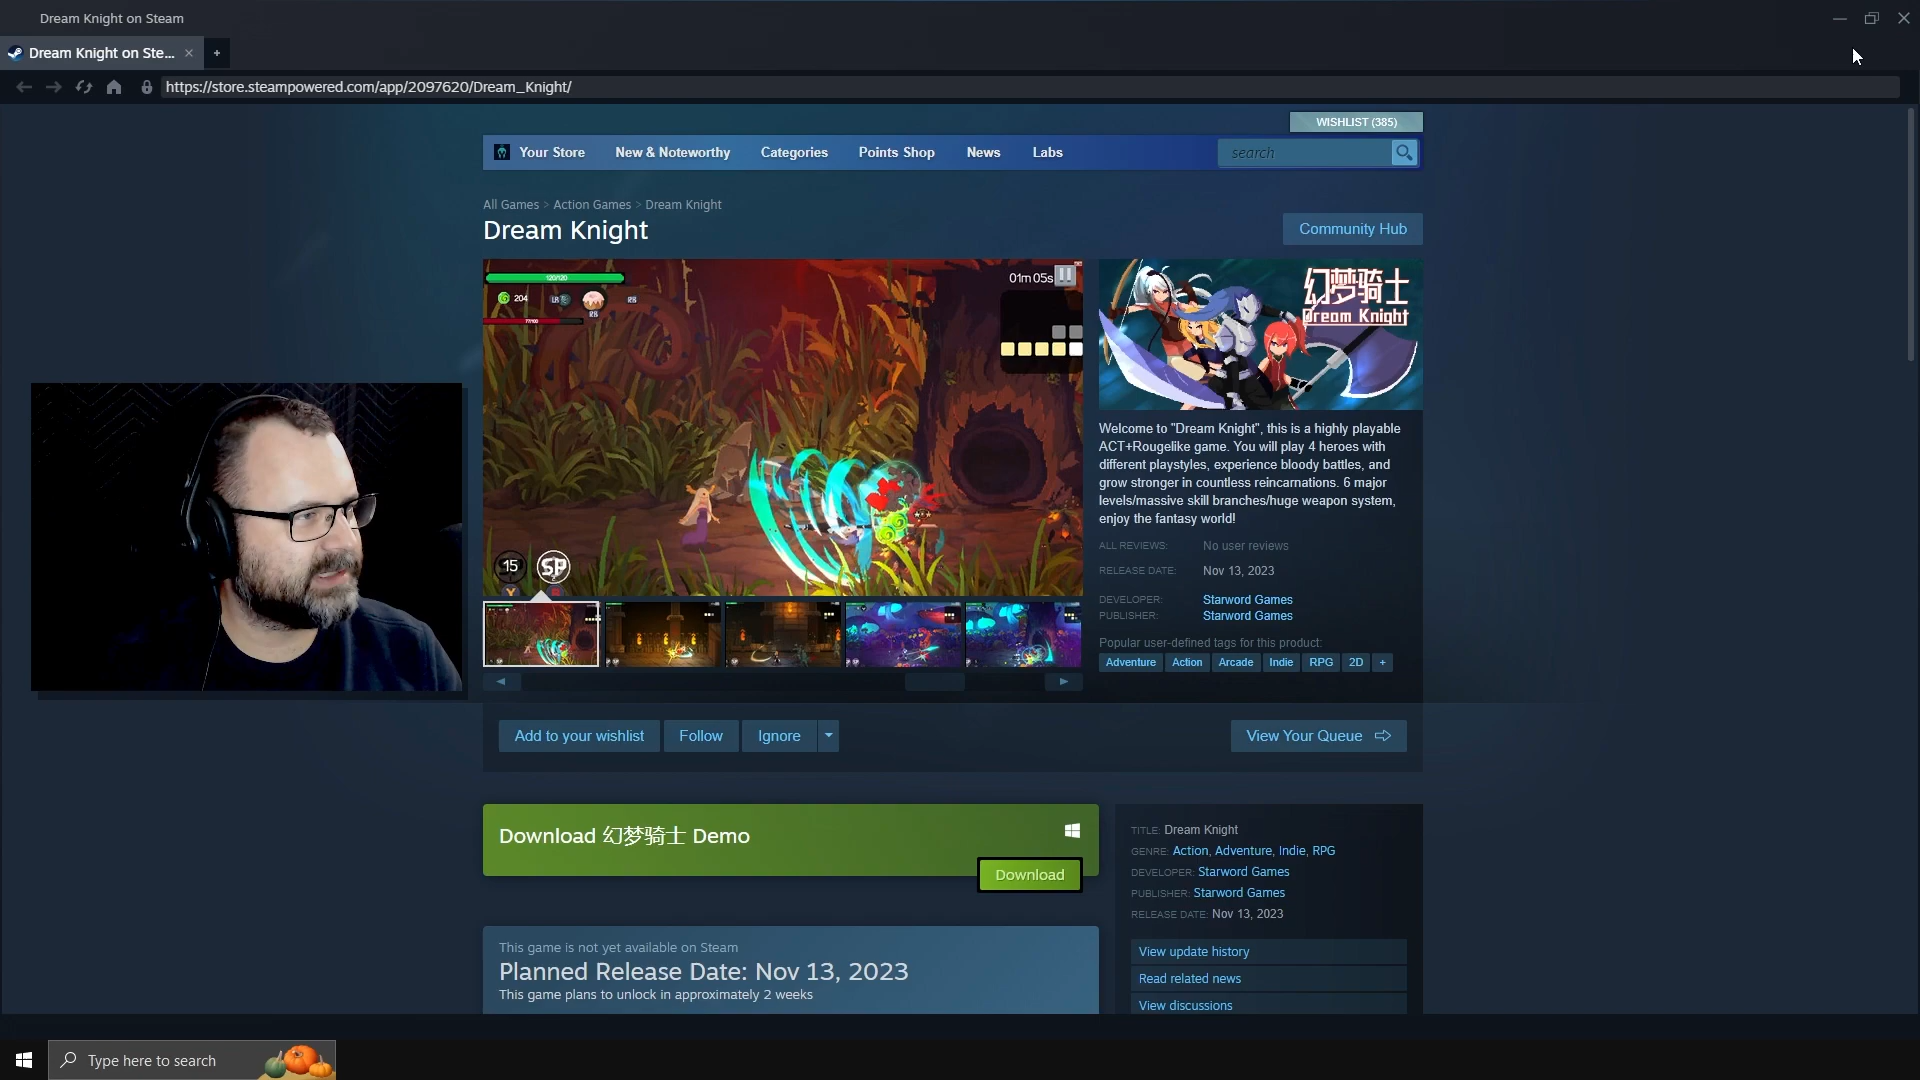 Dream Knight on Steam
Dream Knight on Ste...
https://store.steampowered.com/app/2097620/Dream_Knight/
WISHLIST (385)
Your Store
New & Noteworthy
Categories
Points Shop
News
Labs
search
All Games > Action Games > Dream Knight
Dream Knight
Community Hub
120/120
204
01m 05s
15
SP
Y
幻梦骑士
Dream Knight
Welcome to "Dream Knight", this is a highly playable
ACT+Rougelike game. You will play 4 heroes with
different playstyles, experience bloody battles, and
grow stronger in countless reincarnations. 6 major
levels/massive skill branches/huge weapon system,
enjoy the fantasy world!
ALL REVIEWS: No user reviews
RELEASE DATE: Nov 13, 2023
DEVELOPER: Starword Games
PUBLISHER: Starword Games
Popular user-defined tags for this product:
Adventure Action Arcade Indie RPG 2D +
Add to your wishlist
Follow
Ignore
View Your Queue
Download 幻梦骑士 Demo
Download
This game is not yet available on Steam
Planned Release Date: Nov 13, 2023
This game plans to unlock in approximately 2 weeks
TITLE: Dream Knight
GENRE: Action, Adventure, Indie, RPG
DEVELOPER: Starword Games
PUBLISHER: Starword Games
RELEASE DATE: Nov 13, 2023
View update history
Read related news
View discussions
Type here to search